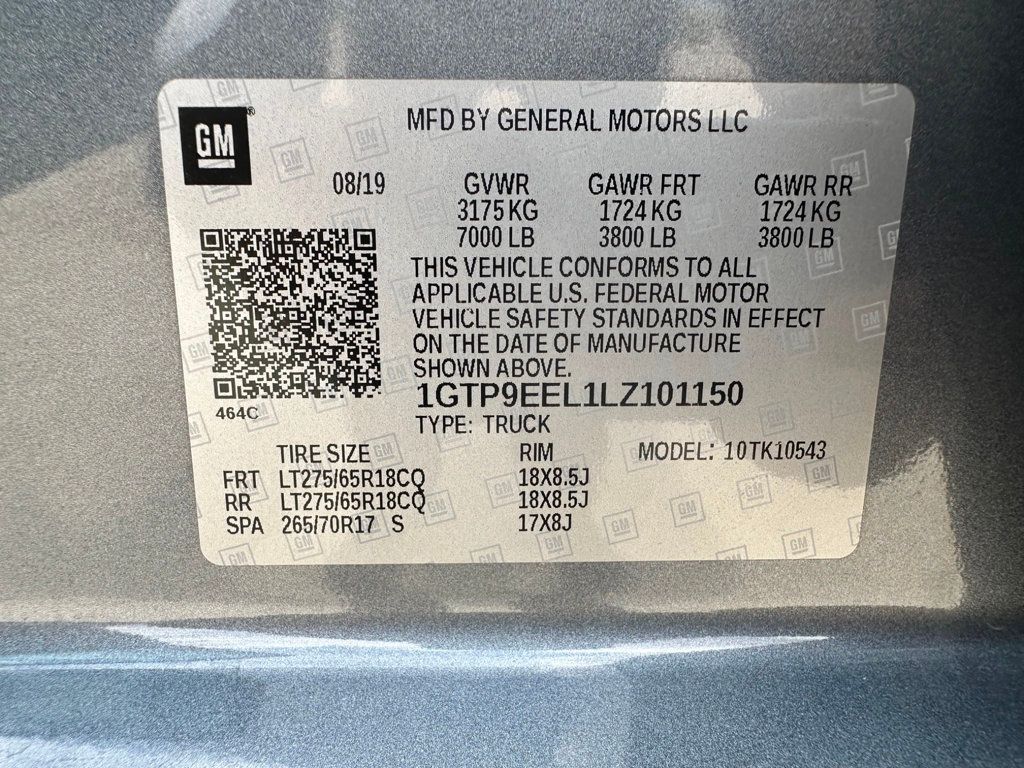 GM
MFD BY GENERAL MOTORS LLC
08/19 GVWR GAWR FRT GAWR RR
3175 KG 1724 KG 1724 KG
7000 LB 3800 LB 3800 LB
THIS VEHICLE CONFORMS TO ALL
APPLICABLE U.S. FEDERAL MOTOR
VEHICLE SAFETY STANDARDS IN EFFECT
ON THE DATE OF MANUFACTURE
SHOWN ABOVE.
1GTP9EEL1LZ101150
464C
TYPE: TRUCK
TIRE SIZE RIM MODEL: 10TK10543
FRT LT275/65R18CQ 18X8.5J
RR LT275/65R18CQ 18X8.5J
SPA 265/70R17 S 17X8J